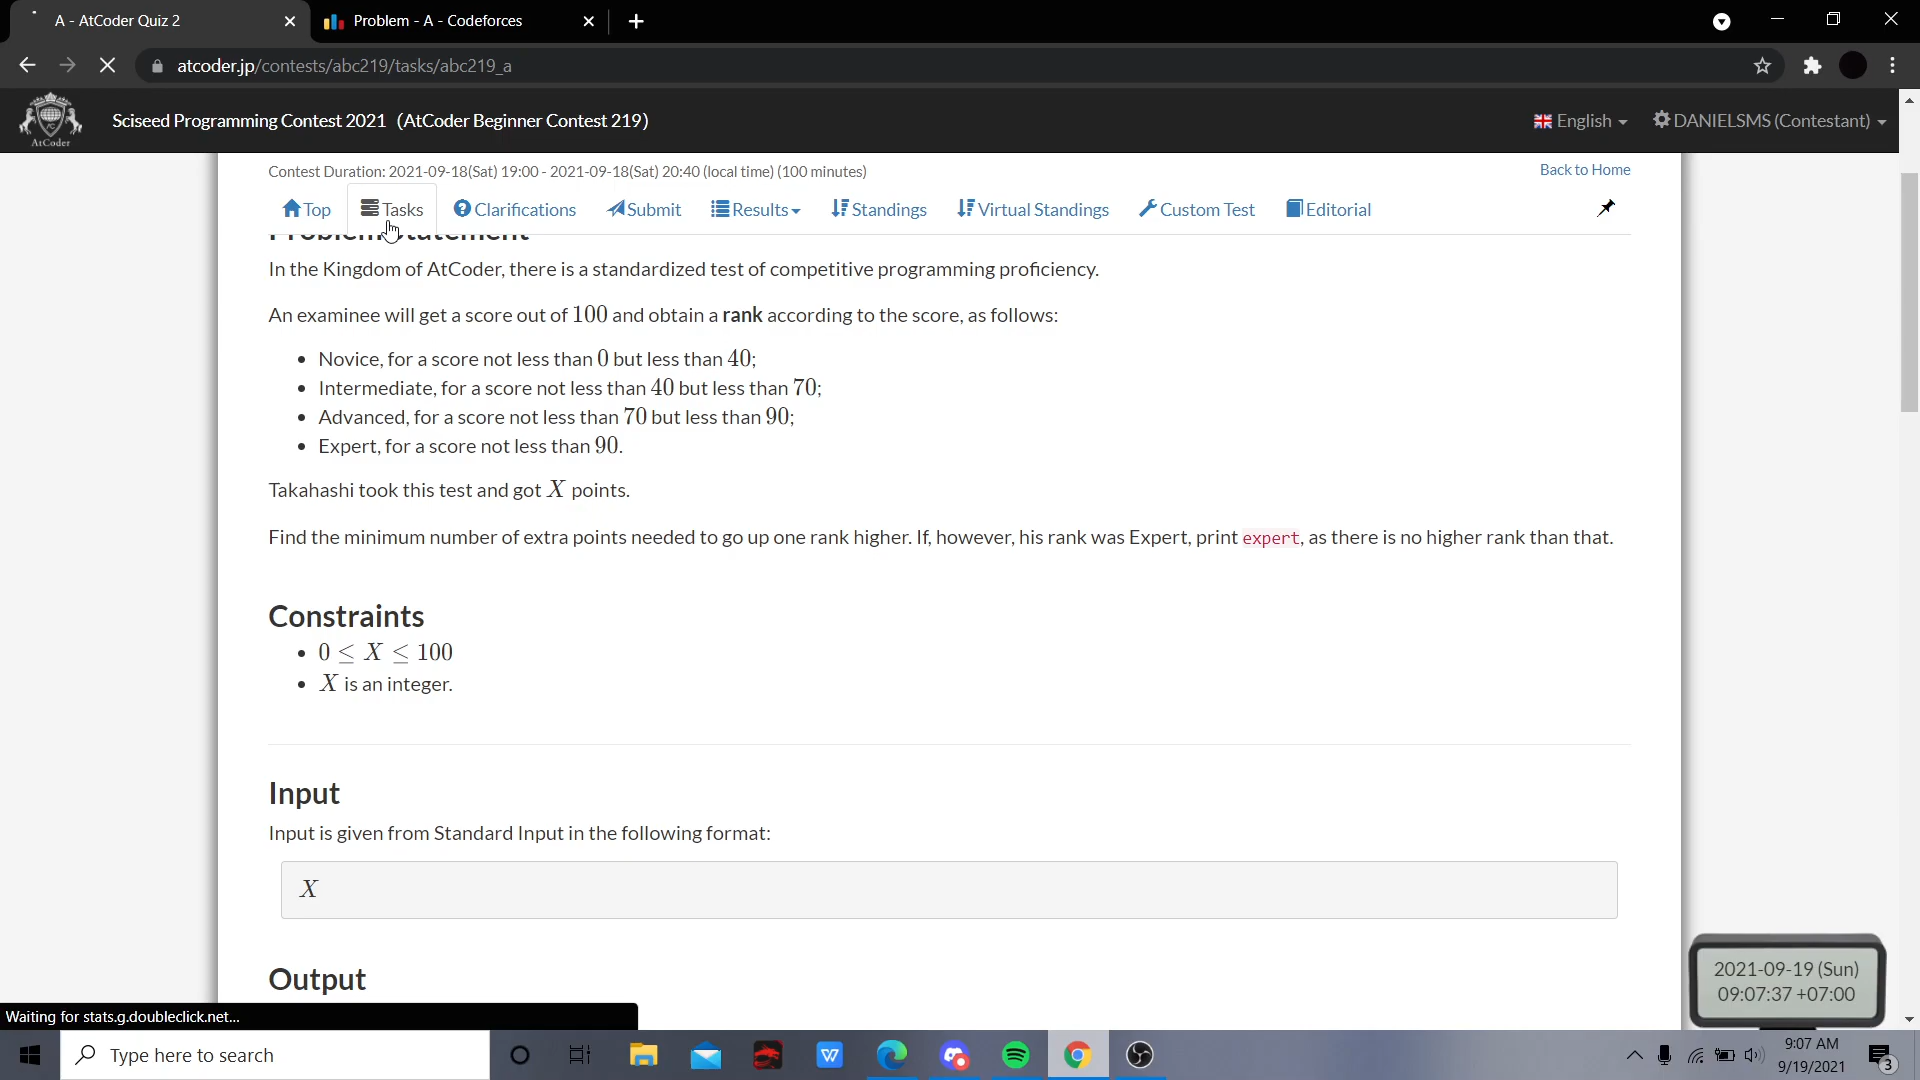 A - AtCoder Quiz 2
Problem - A - Codeforces
atcoder.jp/contests/abc219/tasks/abc219_a
AtCoder
Sciseed Programming Contest 2021 (AtCoder Beginner Contest 219)
English
DANIELSMS (Contestant)
Contest Duration: 2021-09-18(Sat) 19:00 - 2021-09-18(Sat) 20:40 (local time) (100 minutes)
Back to Home
Top
Tasks
Clarifications
Submit
Results
Standings
Virtual Standings
Custom Test
Editorial
Problem Statement
In the Kingdom of AtCoder, there is a standardized test of competitive programming proficiency.
An examinee will get a score out of 100 and obtain a rank according to the score, as follows:
• Novice, for a score not less than 0 but less than 40;
• Intermediate, for a score not less than 40 but less than 70;
• Advanced, for a score not less than 70 but less than 90;
• Expert, for a score not less than 90.
Takahashi took this test and got X points.
Find the minimum number of extra points needed to go up one rank higher. If, however, his rank was Expert, print expert, as there is no higher rank than that.
Constraints
• 0 ≤ X ≤ 100
• X is an integer.
Input
Input is given from Standard Input in the following format:
X
Output
2021-09-19 (Sun)
09:07:37 +07:00
Waiting for stats.g.doubleclick.net...
Type here to search
W
9:07 AM
9/19/2021
3